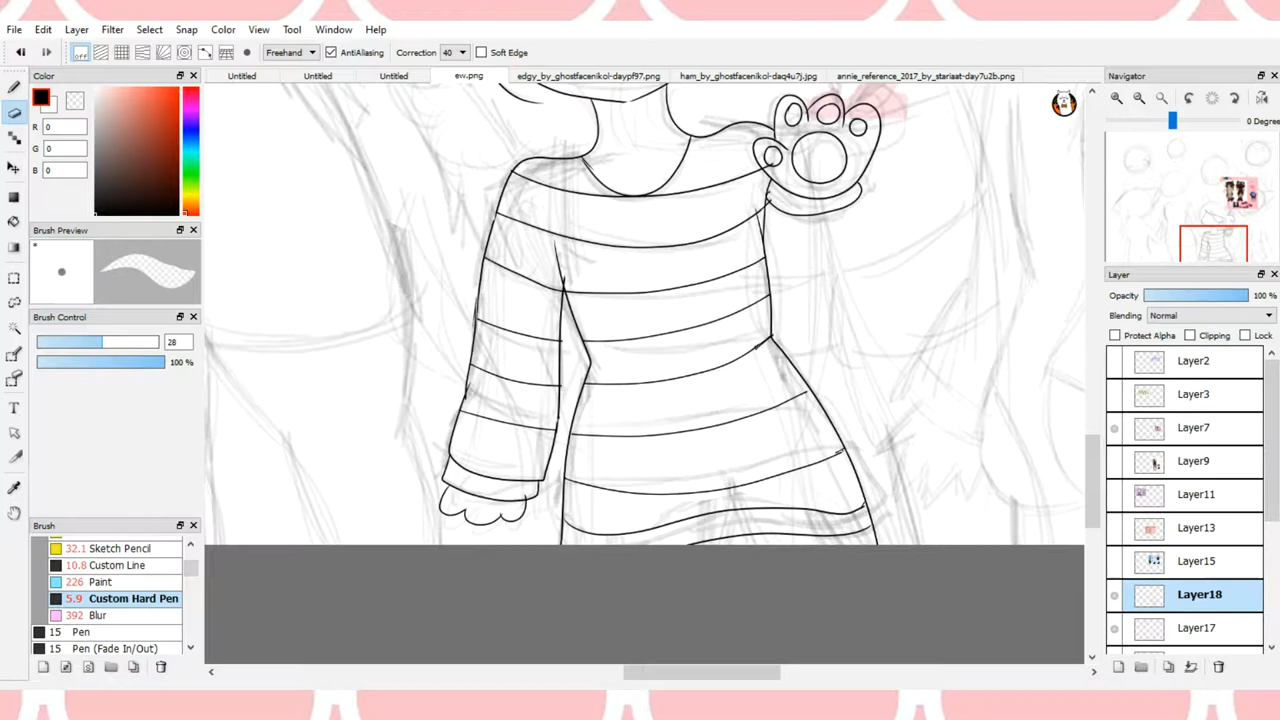 File Edit Filter Layer Select Snap Color View Tool Window Help
off Freehand AntiAliasing Correction 40 Soft Edge
Color
Untitled Untitled Untitled ew.png edgy_by_ghostfacenikol-daypf97.png ham_by_ghostfacenikol-daq4u7j.jpg annie_reference_2017_by_stariaat-day7u2b.png
Navigator
R 0
G 0
B 0
0 Degree
Brush Preview
*
Brush Control
28
100 %
Layer
Opacity 100 %
Blending Normal
Protect Alpha Clipping Lock
Layer2
Layer3
Layer7
Layer9
Layer11
Layer13
Layer15
Layer18
Layer17
Brush
32.1 Sketch Pencil
10.8 Custom Line
226 Paint
5.9 Custom Hard Pen
392 Blur
15 Pen
15 Pen (Fade In/Out)